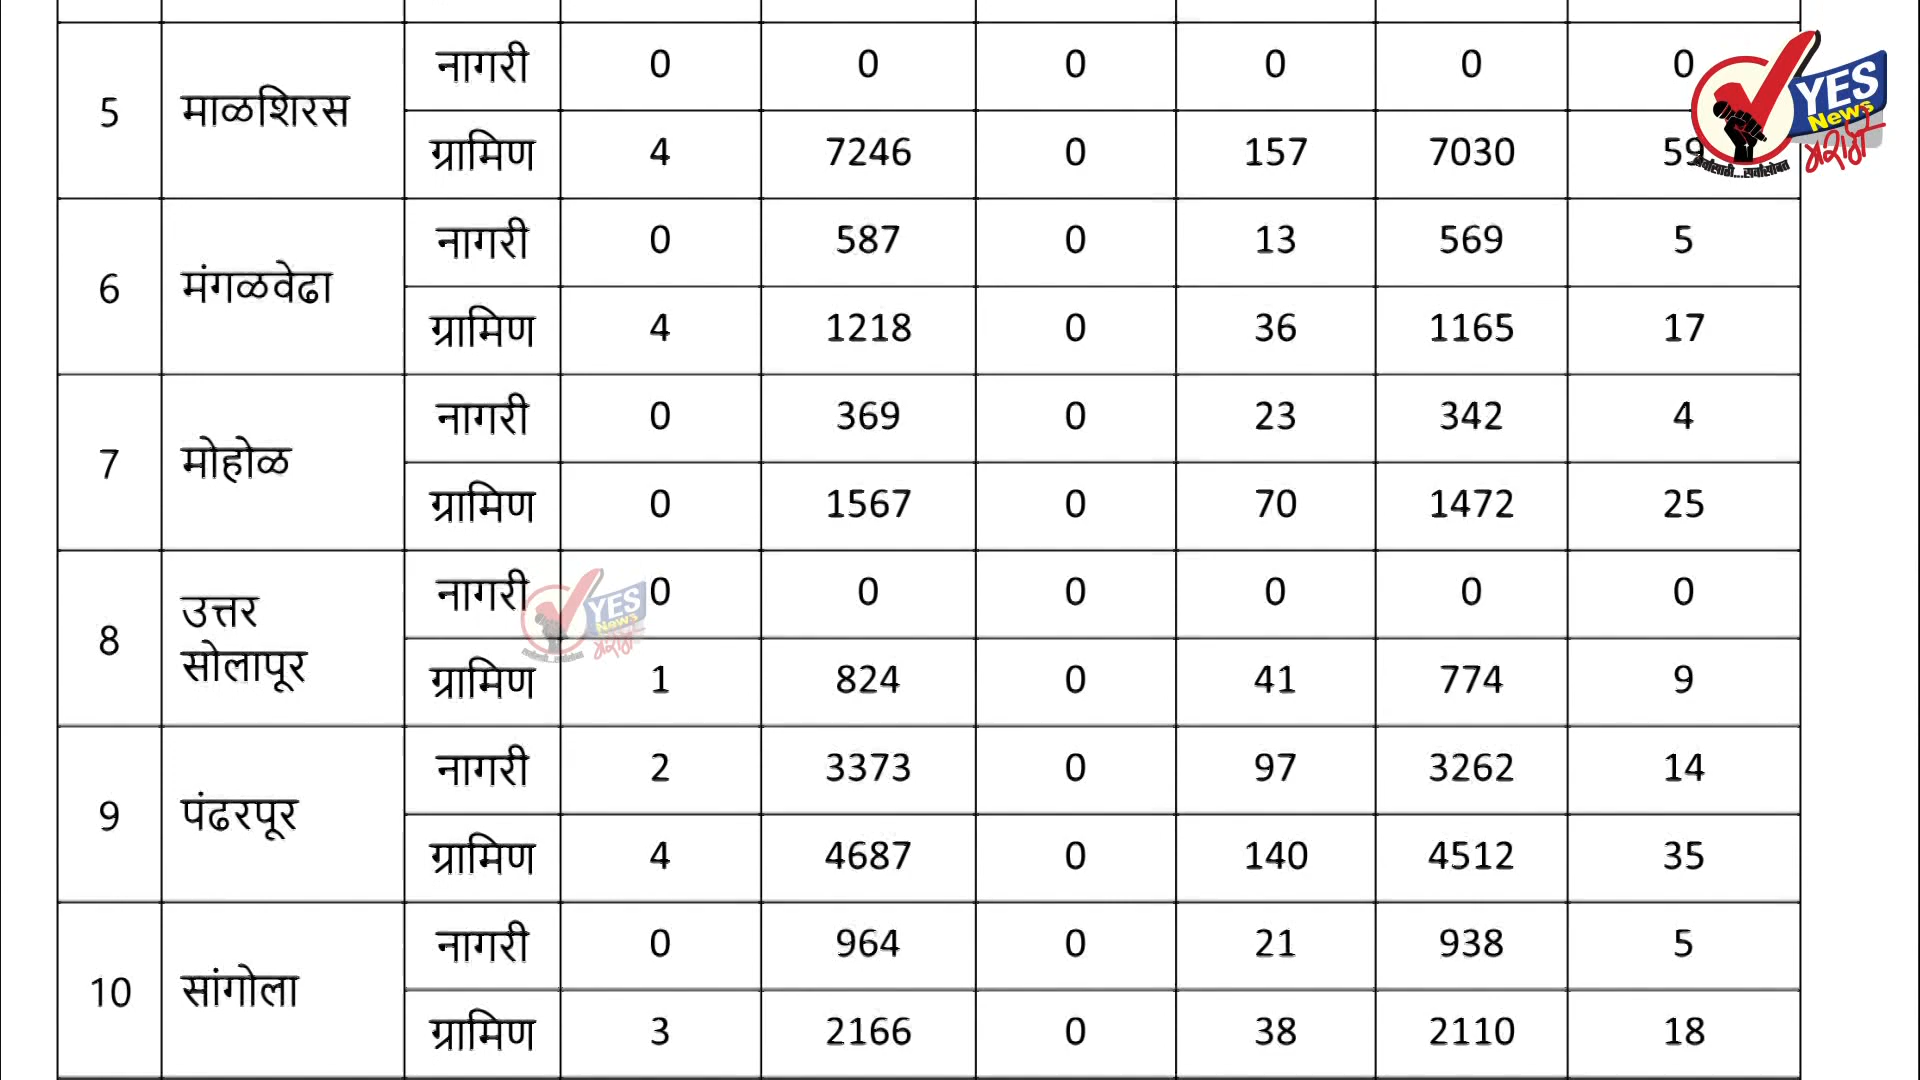 नागरी 0 0 0 0 0 0
5 माळशिरस
ग्रामिण 4 7246 0 157 7030 59
नागरी 0 587 0 13 569 5
6 मंगळवेढा
ग्रामिण 4 1218 0 36 1165 17
नागरी 0 369 0 23 342 4
7 मोहोळ
ग्रामिण 0 1567 0 70 1472 25
नागरी 0 0 0 0 0 0
8 उत्तर
सोलापूर
ग्रामिण 1 824 0 41 774 9
नागरी 2 3373 0 97 3262 14
9 पंढरपूर
ग्रामिण 4 4687 0 140 4512 35
नागरी 0 964 0 21 938 5
10 सांगोला
ग्रामिण 3 2166 0 38 2110 18
YES
News
मराठी
YES
News
मराठी